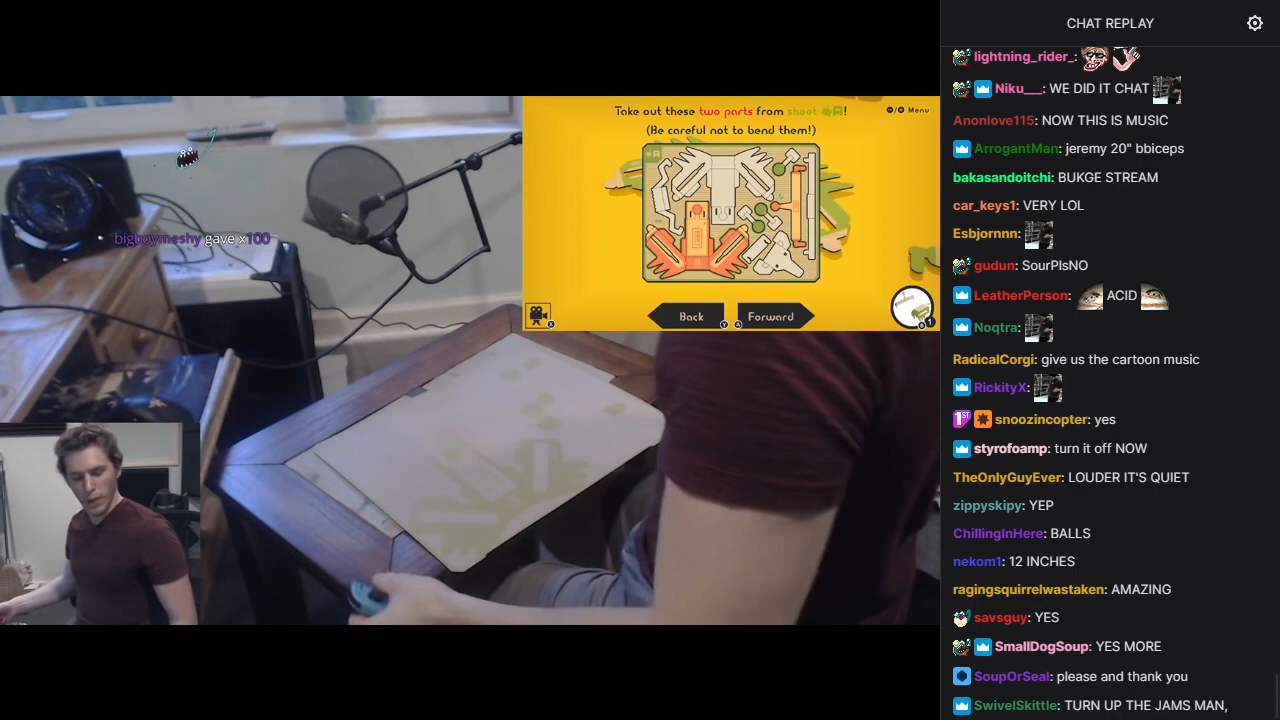 CHAT REPLAY
Take out these two parts from sheet A!
(Be careful not to bend them!)
Menu
Back
Forward
bigboymeshy gave x100
lightning_rider_:
Niku___: WE DID IT CHAT
Anonlove115: NOW THIS IS MUSIC
ArrogantMan: jeremy 20" bbiceps
bakasandoitchi: BUKGE STREAM
car_keys1: VERY LOL
Esbjornnn:
gudun: SourPlsNO
LeatherPerson: ACID
Noqtra:
RadicalCorgi: give us the cartoon music
RickityX:
1ST snoozincopter: yes
styrofoamp: turn it off NOW
TheOnlyGuyEver: LOUDER IT'S QUIET
zippyskipy: YEP
ChillingInHere: BALLS
nekom1: 12 INCHES
ragingsquirrelwastaken: AMAZING
savsguy: YES
SmallDogSoup: YES MORE
SoupOrSeal: please and thank you
SwivelSkittle: TURN UP THE JAMS MAN,